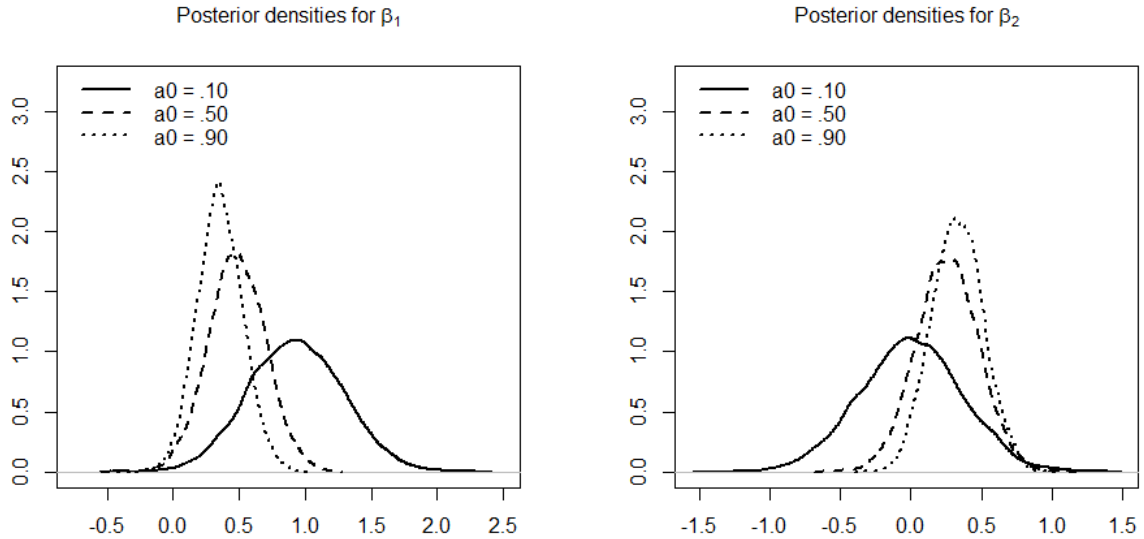 Posterior densities for β₁
a0 = .10
a0 = .50
a0 = .90
0.0 0.5 1.0 1.5 2.0 2.5 3.0
-0.5 0.0 0.5 1.0 1.5 2.0 2.5
Posterior densities for β₂
a0 = .10
a0 = .50
a0 = .90
0.0 0.5 1.0 1.5 2.0 2.5 3.0
-1.5 -1.0 -0.5 0.0 0.5 1.0 1.5